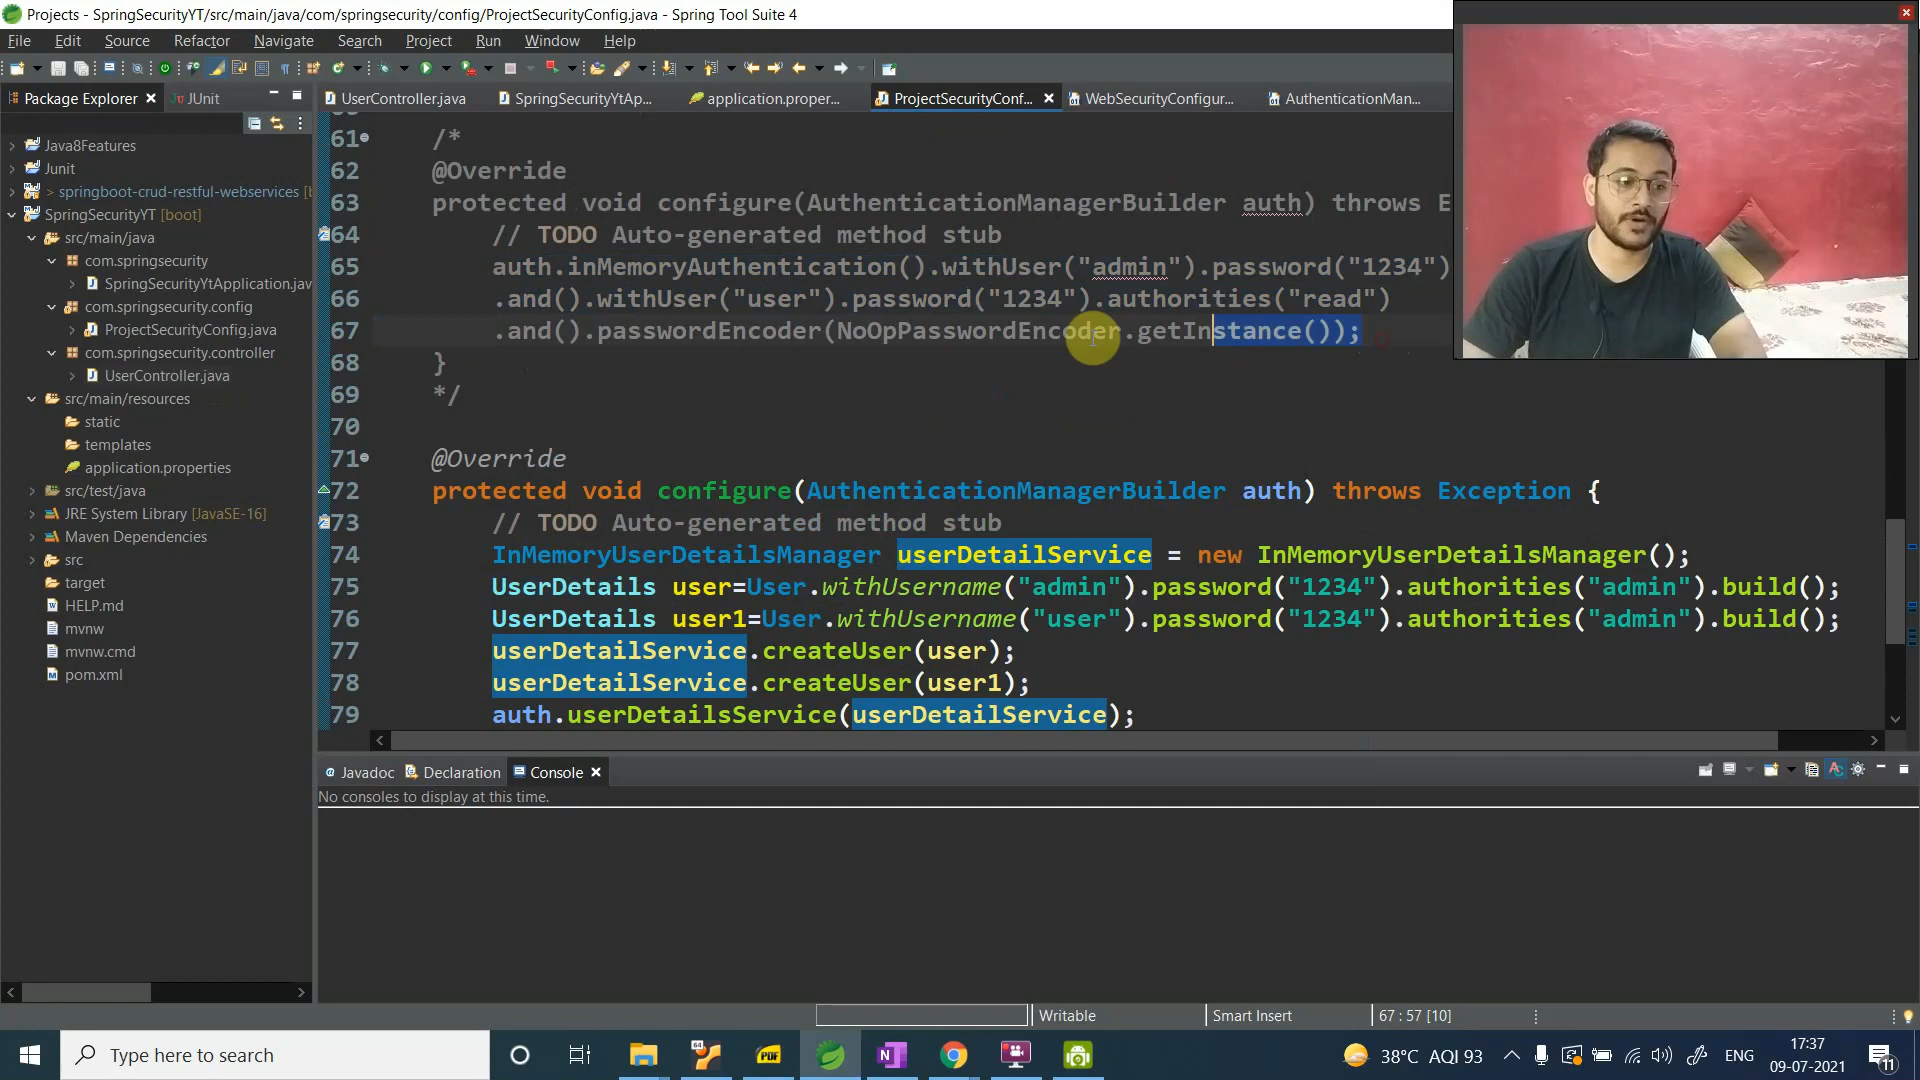 Projects - SpringSecurityYT/src/main/java/com/springsecurity/config/ProjectSecurityConfig.java - Spring Tool Suite 4
File Edit Source Refactor Navigate Search Project Run Window Help
Package Explorer JUnit
UserController.java SpringSecurityYtAp... application.proper... ProjectSecurityConf... WebSecurityConfigur... AuthenticationMan...
Java8Features
Junit
> springboot-crud-restful-webservices [b
SpringSecurityYT [boot]
src/main/java
com.springsecurity
SpringSecurityYtApplication.jav
com.springsecurity.config
ProjectSecurityConfig.java
com.springsecurity.controller
UserController.java
src/main/resources
static
templates
application.properties
src/test/java
JRE System Library [JavaSE-16]
Maven Dependencies
src
target
HELP.md
mvnw
mvnw.cmd
pom.xml
61 /*
62 @Override
63 protected void configure(AuthenticationManagerBuilder auth) throws E
64 // TODO Auto-generated method stub
65 auth.inMemoryAuthentication().withUser("admin").password("1234")
66 .and().withUser("user").password("1234").authorities("read")
67 .and().passwordEncoder(NoOpPasswordEncoder.getInstance());
68 }
69 */
70
71 @Override
72 protected void configure(AuthenticationManagerBuilder auth) throws Exception {
73 // TODO Auto-generated method stub
74 InMemoryUserDetailsManager userDetailService = new InMemoryUserDetailsManager();
75 UserDetails user=User.withUsername("admin").password("1234").authorities("admin").build();
76 UserDetails user1=User.withUsername("user").password("1234").authorities("admin").build();
77 userDetailService.createUser(user);
78 userDetailService.createUser(user1);
79 auth.userDetailsService(userDetailService);
Javadoc Declaration Console
No consoles to display at this time.
Writable Smart Insert 67 : 57 [10]
Type here to search
38°C AQI 93 ENG 17:37
09-07-2021 11